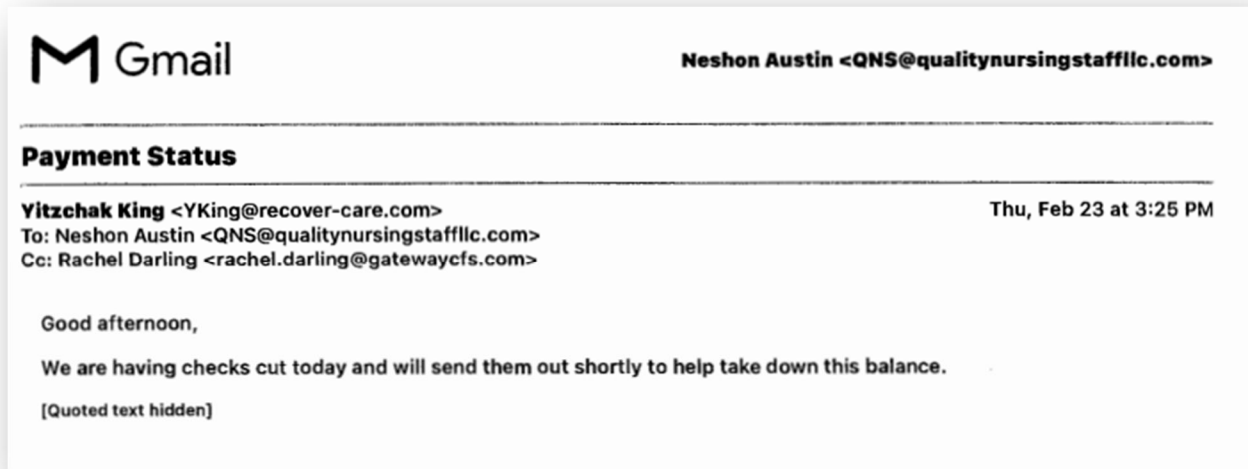 Gmail
Neshon Austin <QNS@qualitynursingstaffllc.com>
Payment Status
Yitzchak King <YKing@recover-care.com>
Thu, Feb 23 at 3:25 PM
To: Neshon Austin <QNS@qualitynursingstaffllc.com>
Cc: Rachel Darling <rachel.darling@gatewaycfs.com>
Good afternoon,
We are having checks cut today and will send them out shortly to help take down this balance.
[Quoted text hidden]